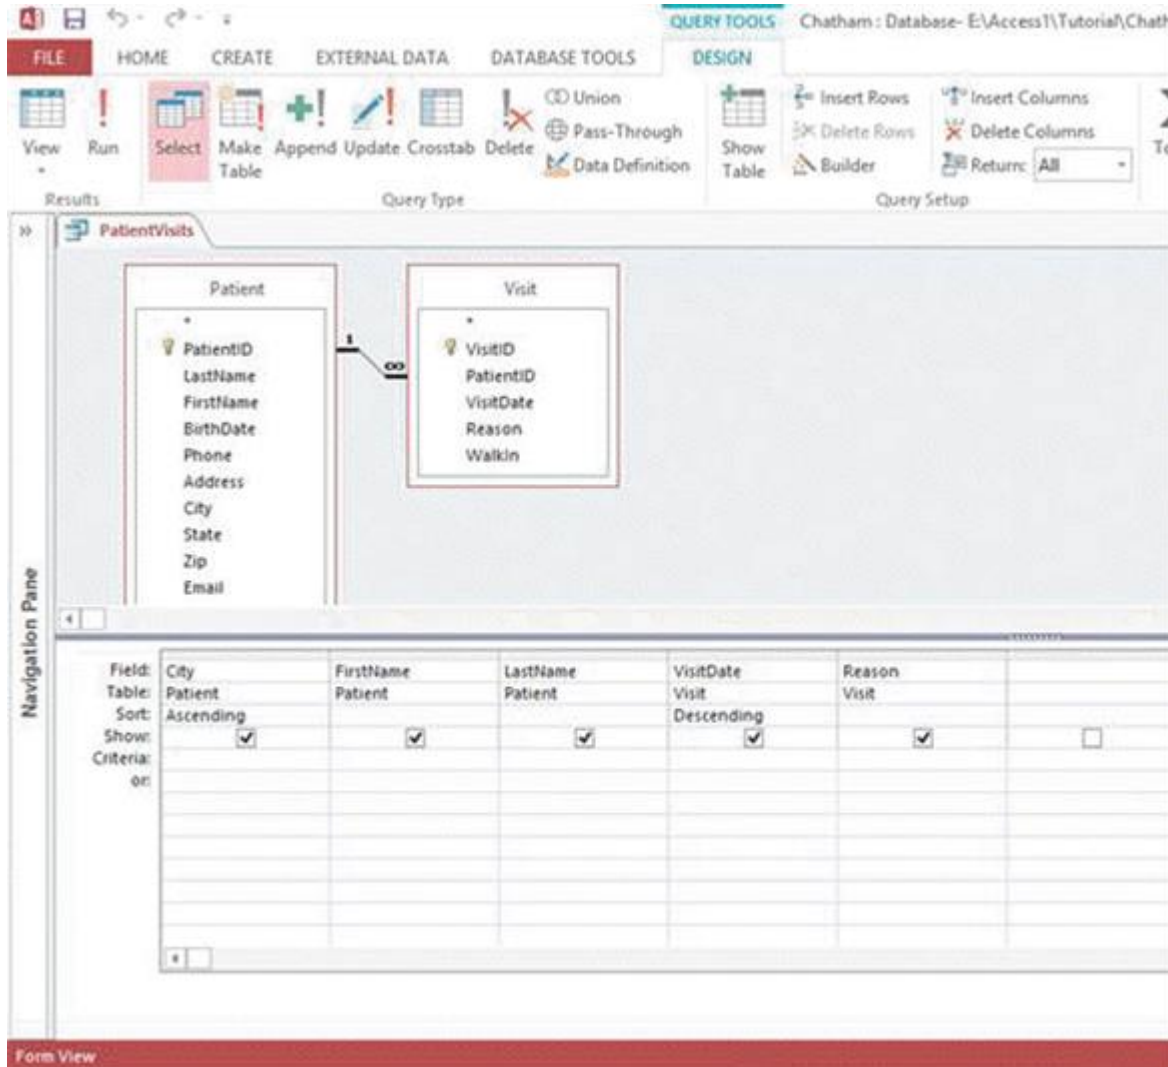 QUERY TOOLS Chatham : Database- E:\Access1\Tutorial\Chath
FILE HOME CREATE EXTERNAL DATA DATABASE TOOLS DESIGN
View Run Select Make Table Append Update Crosstab Delete
Union
Pass-Through
Data Definition
Show Table
Insert Rows
Delete Rows
Builder
Insert Columns
Delete Columns
Return: All
Results Query Type Query Setup
PatientVisits
Patient
*
PatientID
LastName
FirstName
BirthDate
Phone
Address
City
State
Zip
Email
1
∞
Visit
*
VisitID
PatientID
VisitDate
Reason
WalkIn
Navigation Pane
Field: City FirstName LastName VisitDate Reason
Table: Patient Patient Patient Visit Visit
Sort: Ascending Descending
Show:
Criteria:
or:
Form View